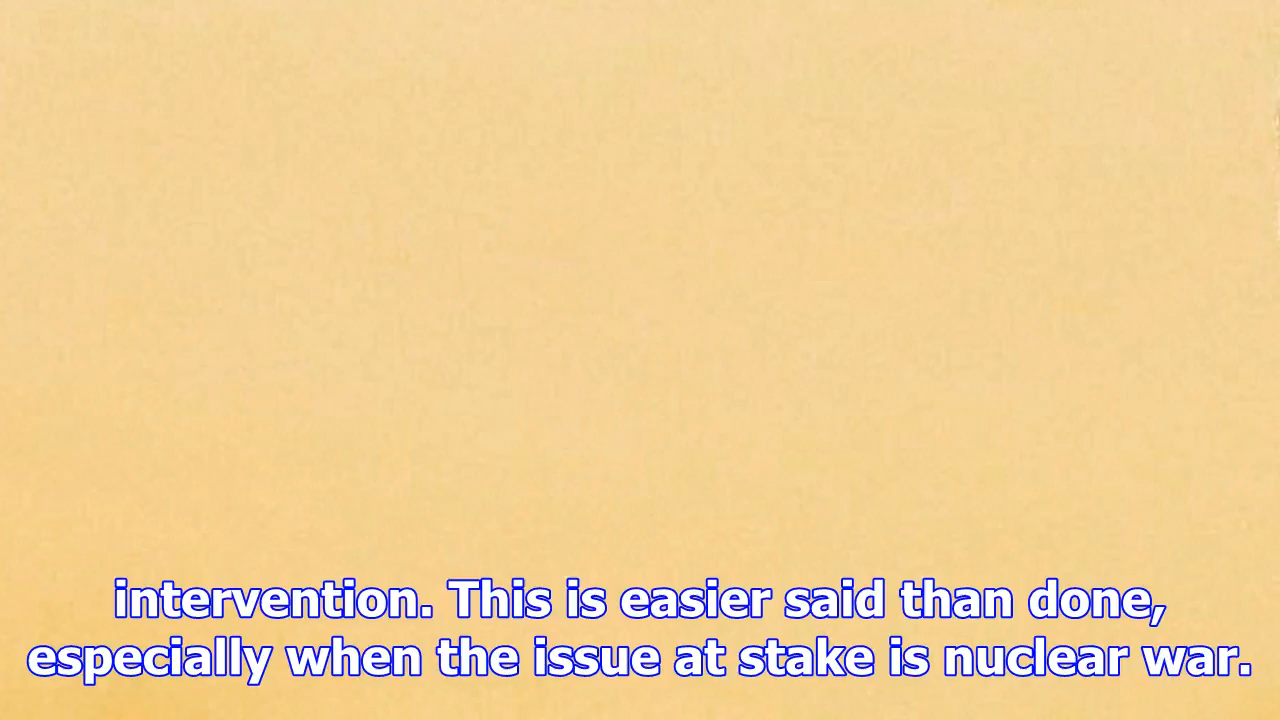 intervention. This is easier said than done,
especially when the issue at stake is nuclear war.